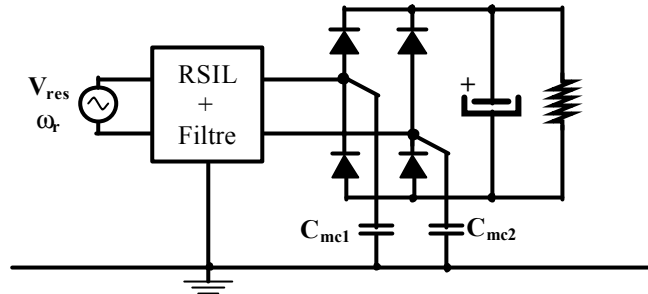 RSIL
+
Filtre
V_res
ω_r
+
C_mc1
C_mc2